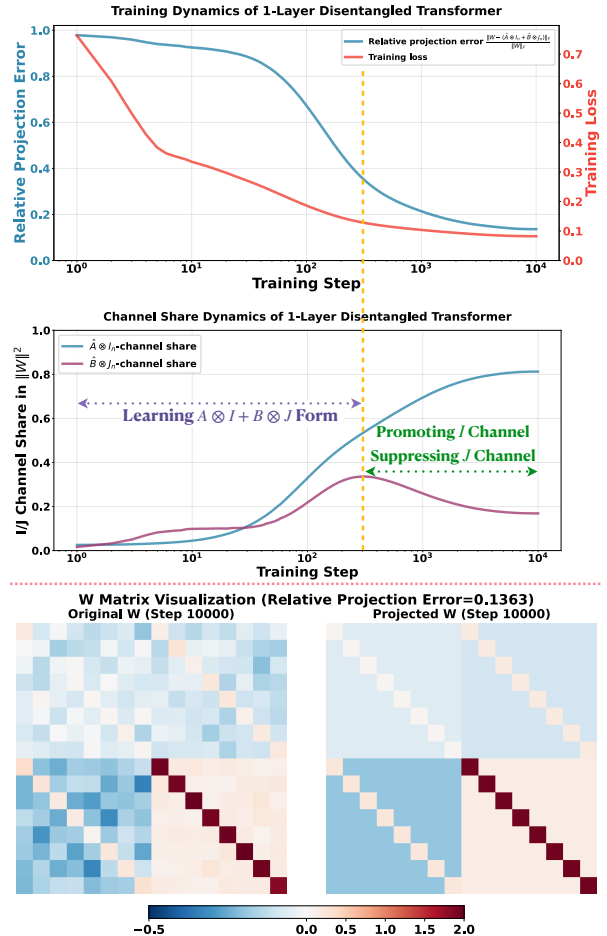 Training Dynamics of 1-Layer Disentangled Transformer
Relative projection error ‖W − (Â ⊗ Iₙ + B̂ ⊗ Jₙ)‖F / ‖W‖F
Training loss
Relative Projection Error
1.0
0.8
0.6
0.4
0.2
0.0
Training Loss
0.7
0.6
0.5
0.4
0.3
0.2
0.1
0.0
10⁰ 10¹ 10² 10³ 10⁴
Training Step
Channel Share Dynamics of 1-Layer Disentangled Transformer
Â ⊗ Iₙ-channel share
B̂ ⊗ Jₙ-channel share
I/J Channel Share in ‖W‖²
1.0
0.8
0.6
0.4
0.2
0.0
Learning A ⊗ I + B ⊗ J Form
Promoting I Channel
Suppressing J Channel
10⁰ 10¹ 10² 10³ 10⁴
Training Step
W Matrix Visualization (Relative Projection Error=0.1363)
Original W (Step 10000) Projected W (Step 10000)
−0.5 0.0 0.5 1.0 1.5 2.0